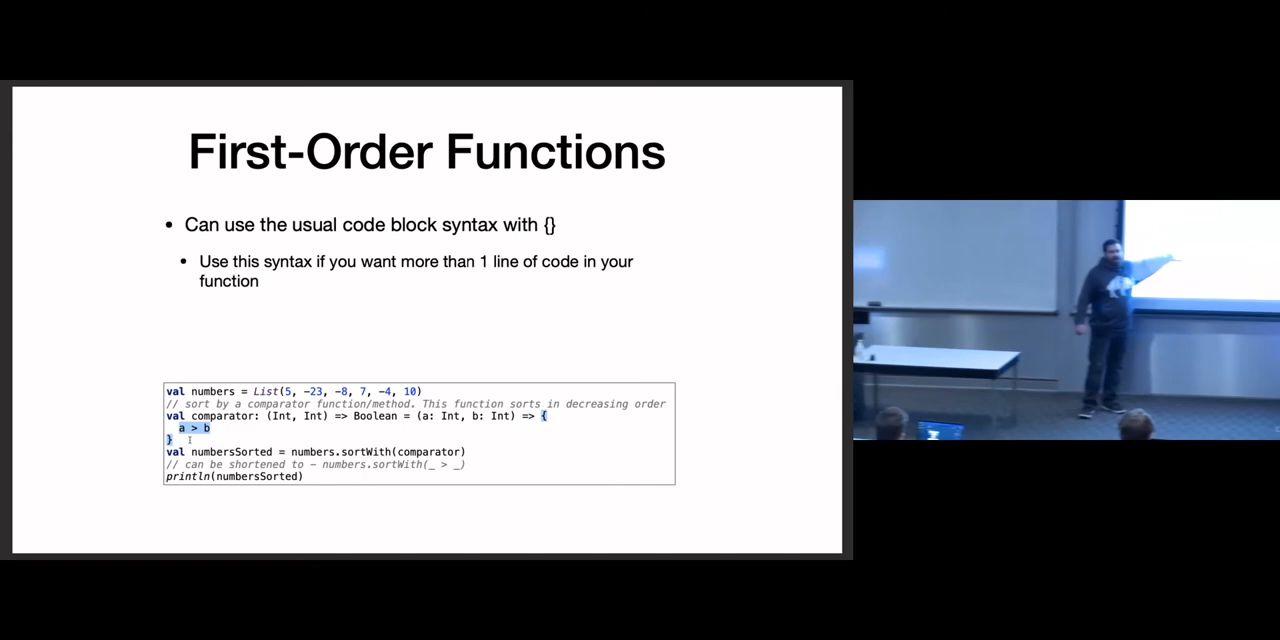 First-Order Functions
• Can use the usual code block syntax with {}
• Use this syntax if you want more than 1 line of code in your
function
val numbers = List(5, -23, -8, 7, -4, 10)
// sort by a comparator function/method. This function sorts in decreasing order
val comparator: (Int, Int) => Boolean = (a: Int, b: Int) => {
a > b
}
val numbersSorted = numbers.sortWith(comparator)
// can be shortened to - numbers.sortWith(_ > _)
println(numbersSorted)